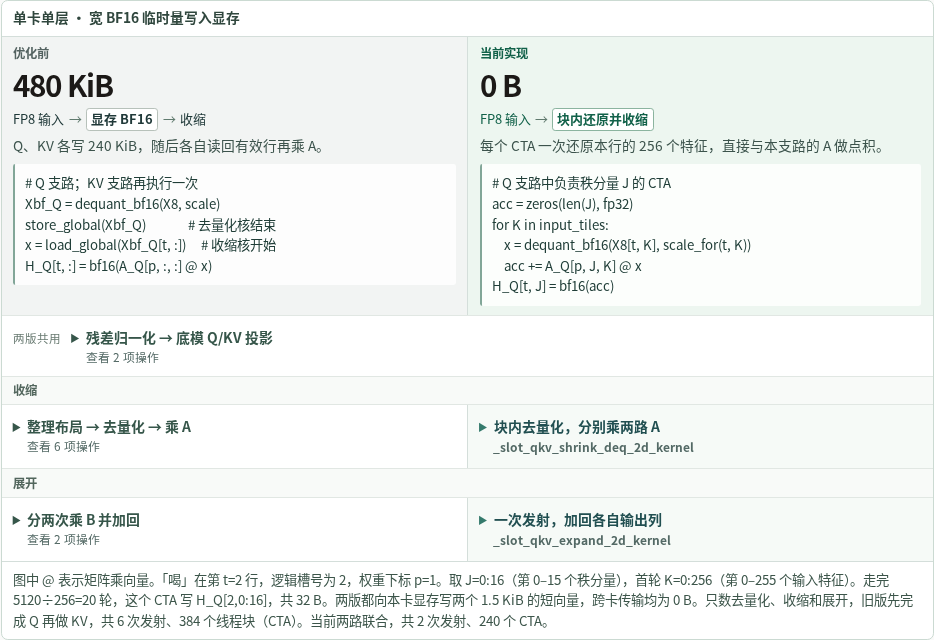 单卡单层 · 宽 BF16 临时量写入显存
优化前
480 KiB
FP8 输入 → 显存 BF16 → 收缩
Q、KV 各写 240 KiB，随后各自读回有效行再乘 A。
# Q 支路；KV 支路再执行一次
Xbf_Q = dequant_bf16(X8, scale)
store_global(Xbf_Q) # 去量化核结束
x = load_global(Xbf_Q[t, :]) # 收缩核开始
H_Q[t, :] = bf16(A_Q[p, :, :] @ x)
当前实现
0 B
FP8 输入 → 块内还原并收缩
每个 CTA 一次还原本行的 256 个特征，直接与本支路的 A 做点积。
# Q 支路中负责秩分量 J 的 CTA
acc = zeros(len(J), fp32)
for K in input_tiles:
x = dequant_bf16(X8[t, K], scale_for(t, K))
acc += A_Q[p, J, K] @ x
H_Q[t, J] = bf16(acc)
两版共用 ▶ 残差归一化 → 底模 Q/KV 投影
查看 2 项操作
收缩
▶ 整理布局 → 去量化 → 乘 A
查看 6 项操作
▶ 块内去量化，分别乘两路 A
_slot_qkv_shrink_deq_2d_kernel
展开
▶ 分两次乘 B 并加回
查看 2 项操作
▶ 一次发射，加回各自输出列
_slot_qkv_expand_2d_kernel
图中 @ 表示矩阵乘向量。「喝」在第 t=2 行，逻辑槽号为 2，权重下标 p=1。取 J=0:16（第 0–15 个秩分量），首轮 K=0:256（第 0–255 个输入特征）。走完
5120÷256=20 轮，这个 CTA 写 H_Q[2,0:16]，共 32 B。两版都向本卡显存写两个 1.5 KiB 的短向量，跨卡传输均为 0 B。只数去量化、收缩和展开，旧版先完
成 Q 再做 KV，共 6 次发射、384 个线程块（CTA）。当前两路联合，共 2 次发射、240 个 CTA。